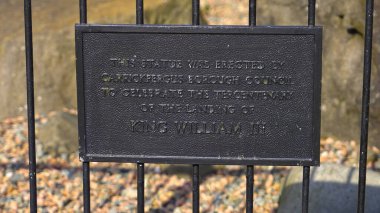 THIS STATUE WAS ERECTED BY
CARRICKFERGUS BOROUGH COUNCIL
TO CELEBRATE THE TERCENTENARY
OF THE LANDING OF
KING WILLIAM III